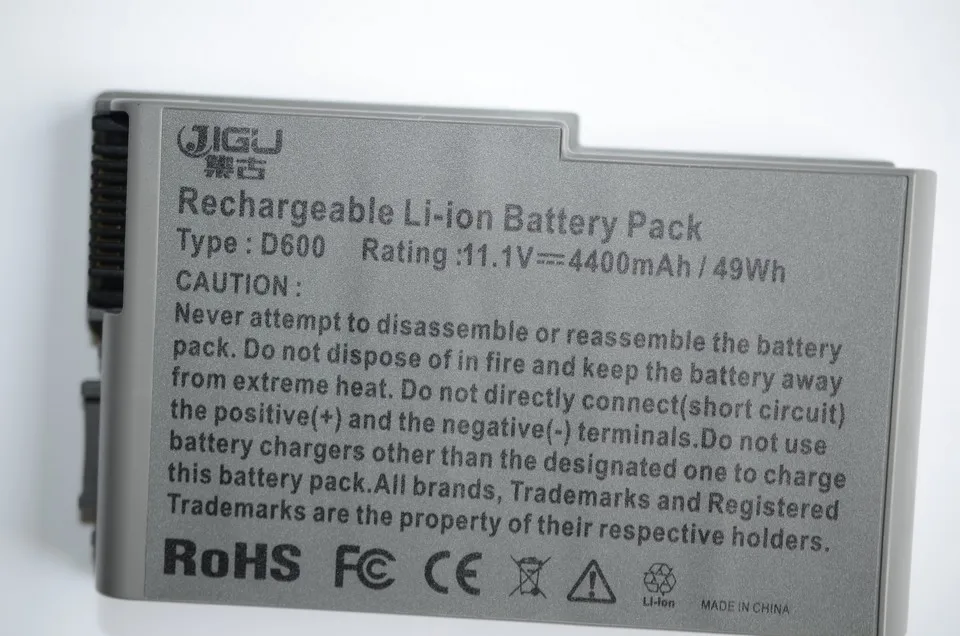 JIGU
集古
Rechargeable Li-ion Battery Pack
Type : D600 Rating :11.1V⎓4400mAh / 49Wh
CAUTION :
Never attempt to disassemble or reassemble the battery
pack. Do not dispose of in fire and keep the battery away
from extreme heat. Do not directly connect(short circuit)
the positive(+) and the negative(-) terminals.Do not use
battery chargers other than the designated one to charge
this battery pack.All brands, Trademarks and Registered
Trademarks are the property of their respective holders.
RoHS FC CE Li-ion MADE IN CHINA